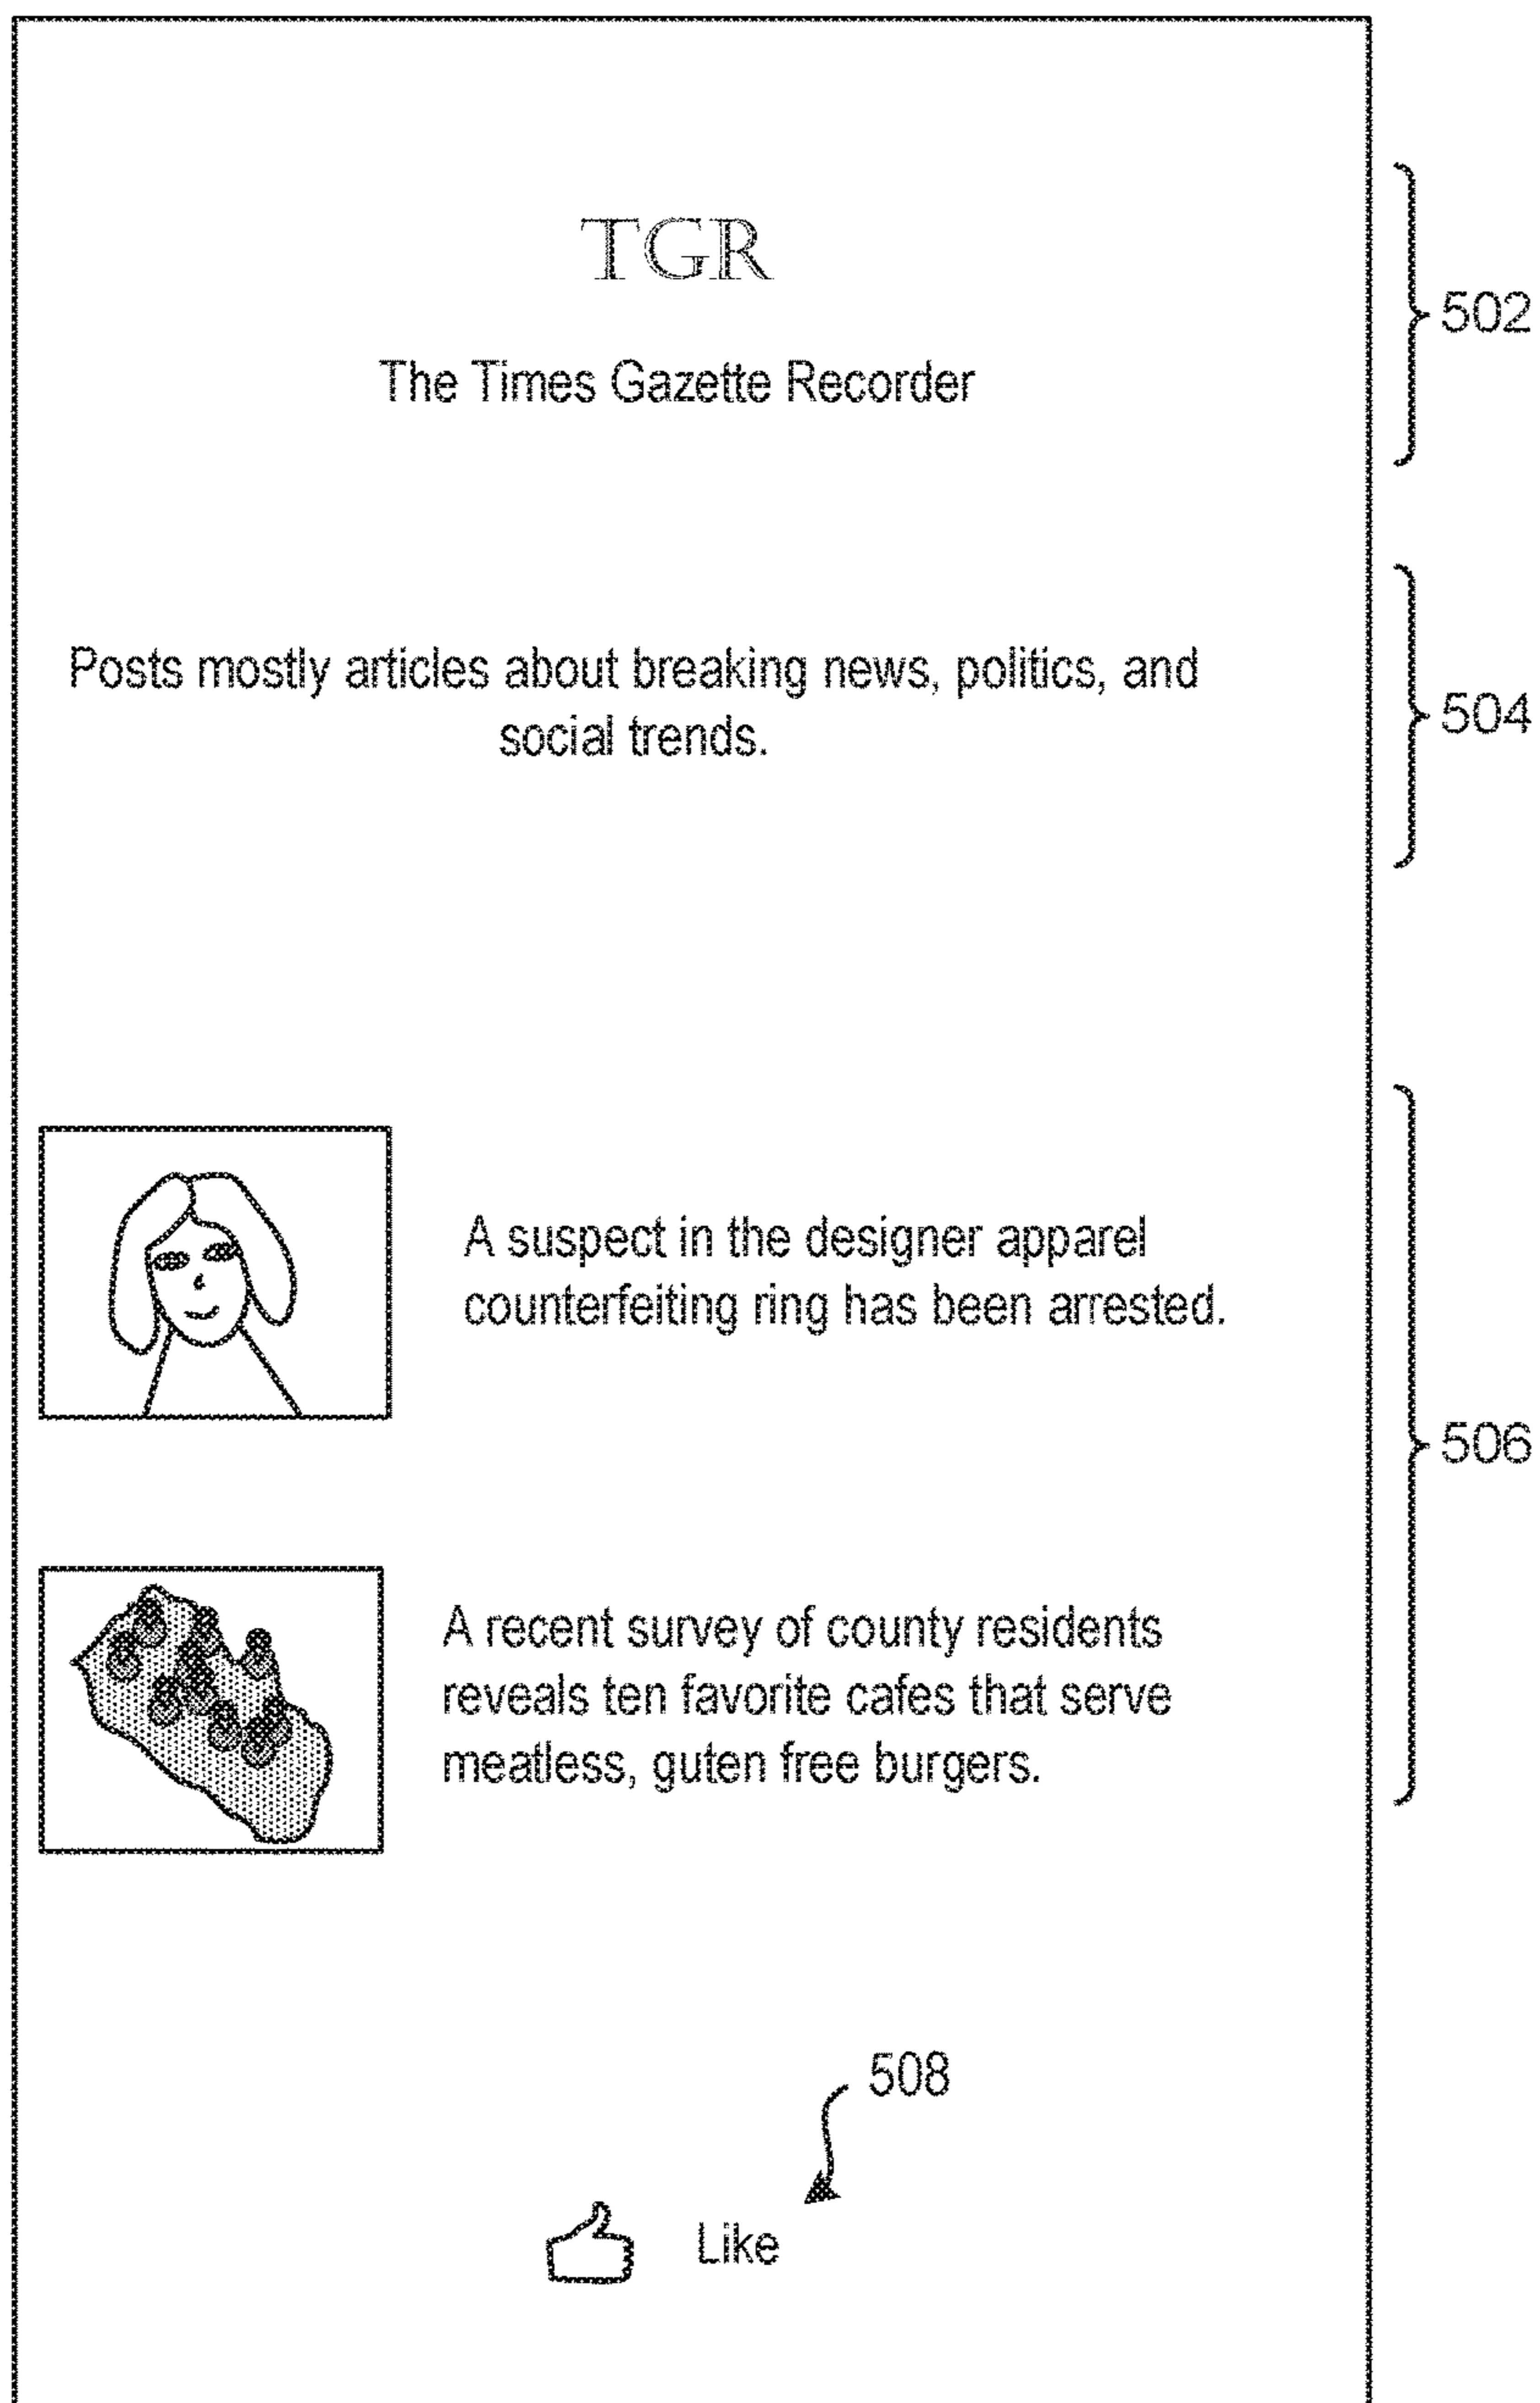 TGR
502
The Times Gazette Recorder
Posts mostly articles about breaking news, politics, and
504
social trends.
A suspect in the designer apparel
counterfeiting ring has been arrested.
506
A recent survey of county residents
reveals ten favorite cafes that serve
meatless, guten free burgers.
508
Like